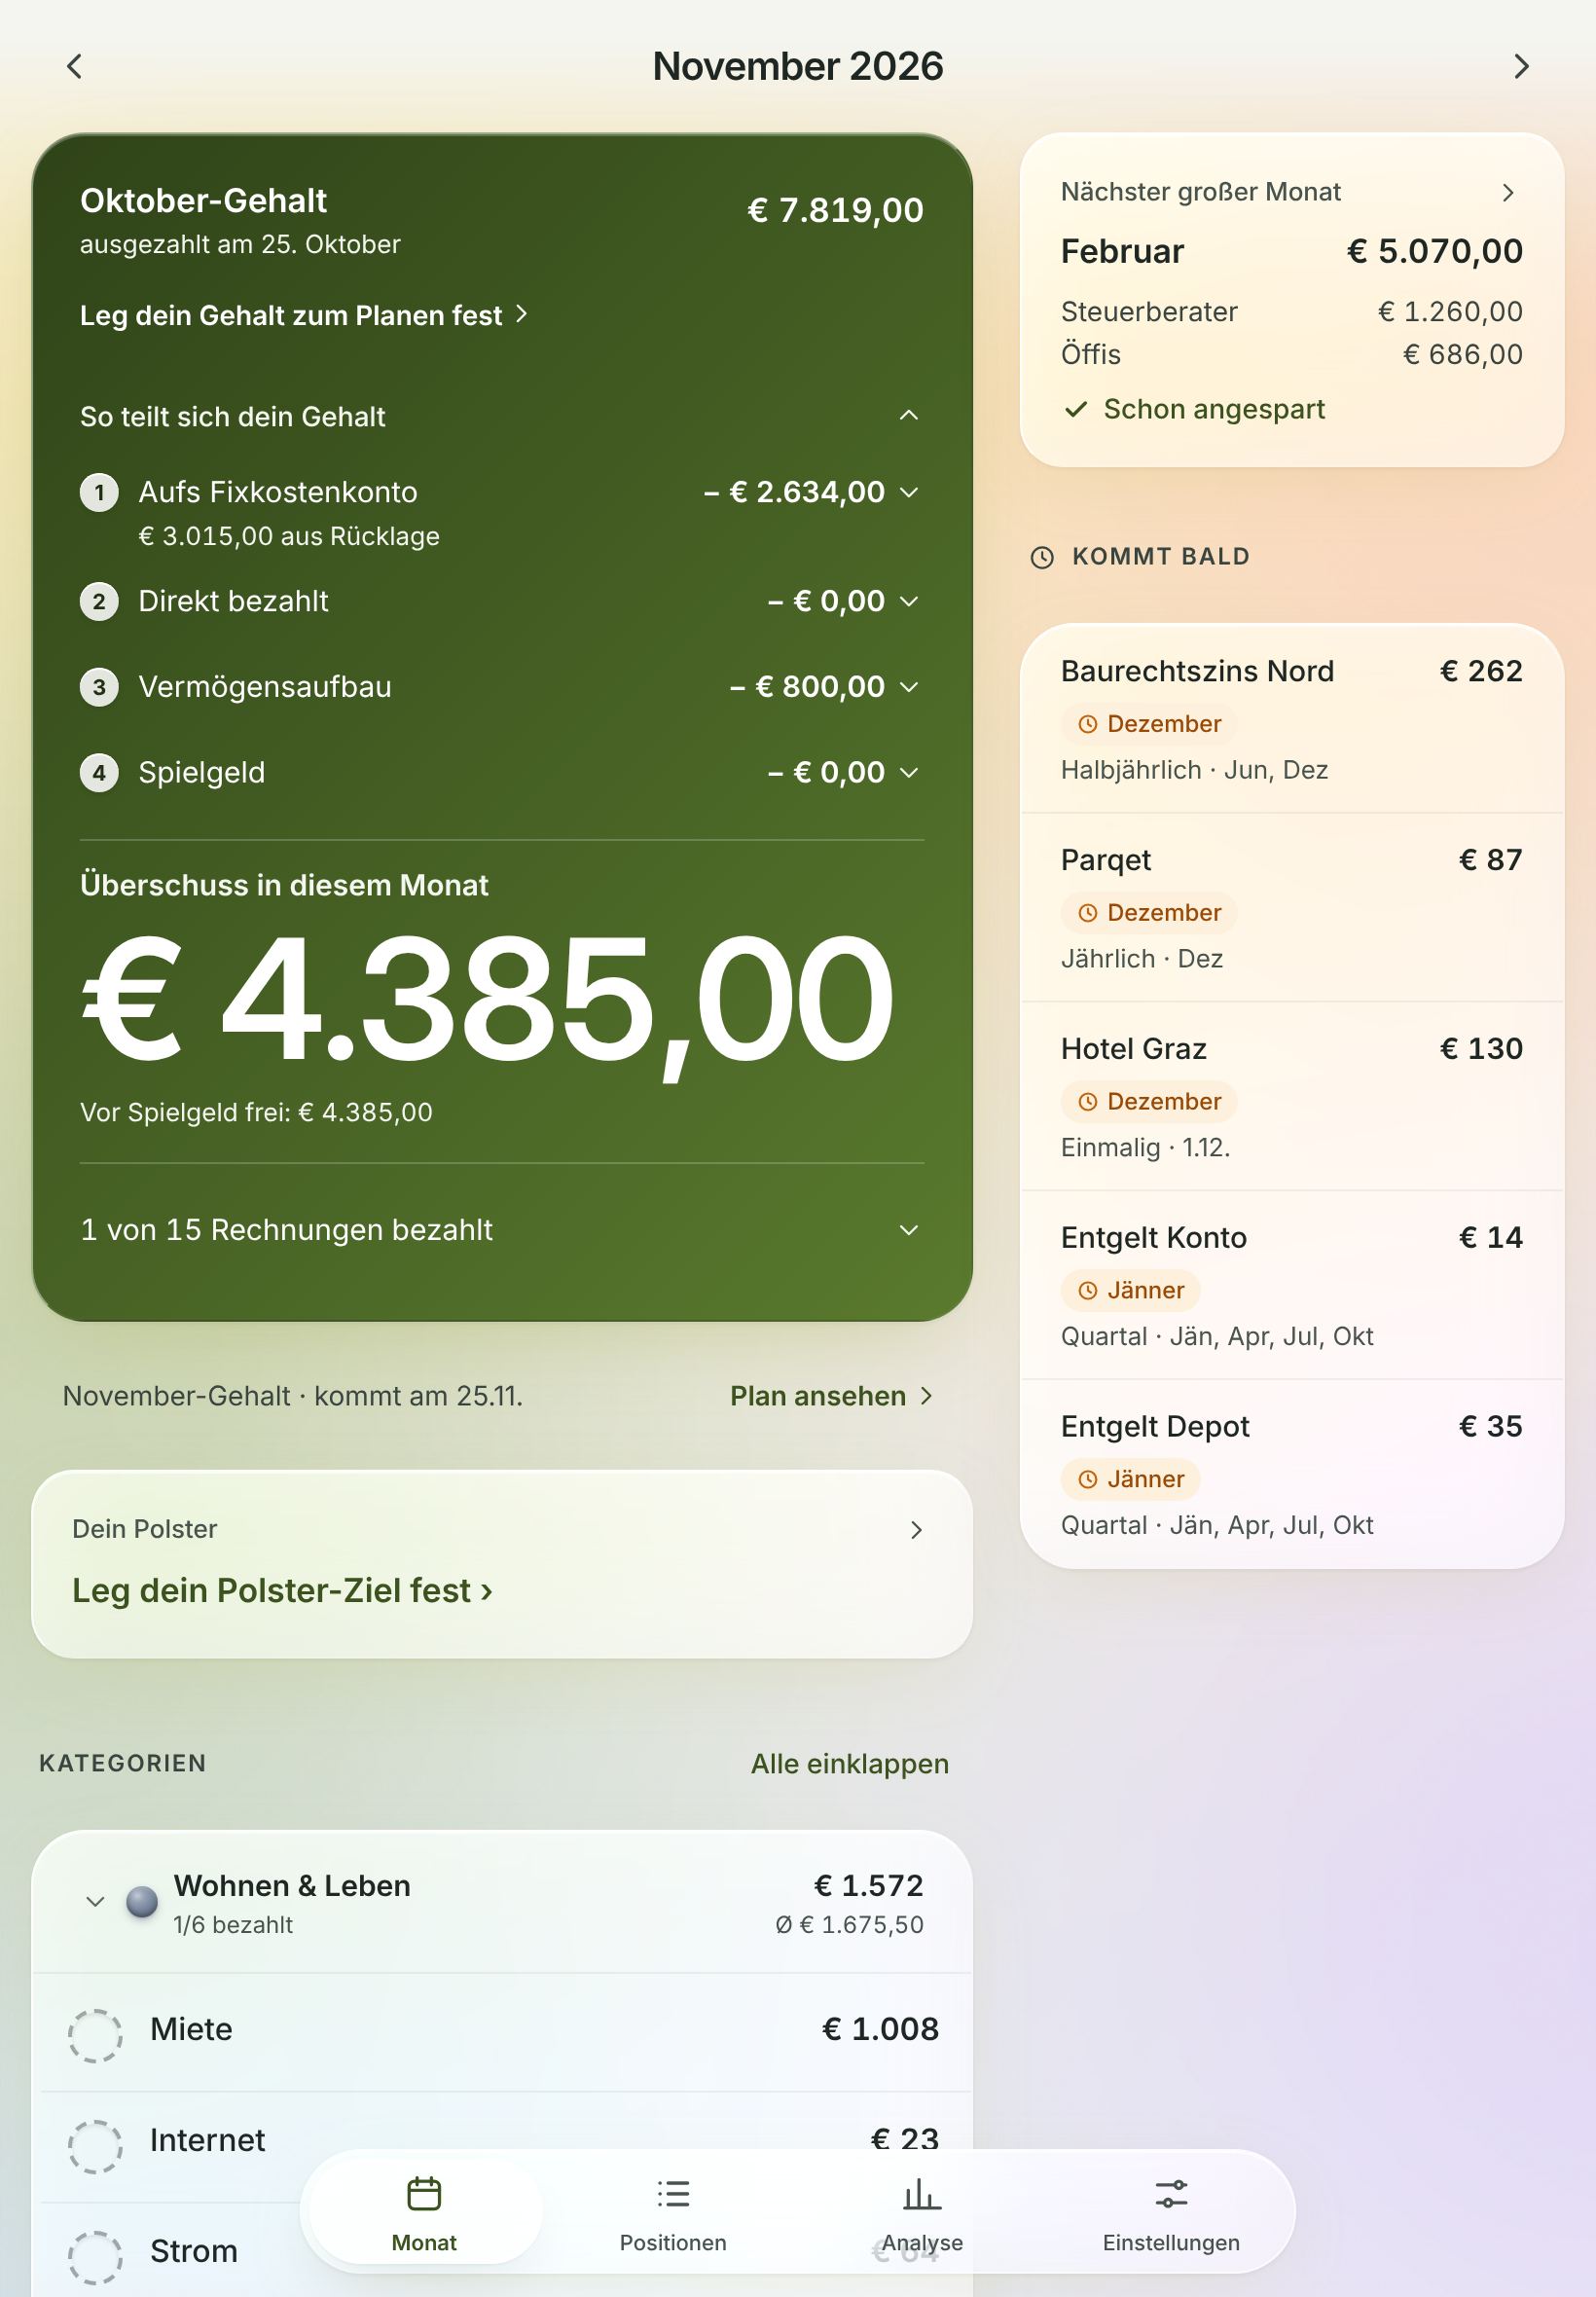 November 2026
Oktober-Gehalt
€ 7.819,00
ausgezahlt am 25. Oktober
Leg dein Gehalt zum Planen fest
So teilt sich dein Gehalt
1 Aufs Fixkostenkonto – € 2.634,00
€ 3.015,00 aus Rücklage
2 Direkt bezahlt – € 0,00
3 Vermögensaufbau – € 800,00
4 Spielgeld – € 0,00
Überschuss in diesem Monat
€ 4.385,00
Vor Spielgeld frei: € 4.385,00
1 von 15 Rechnungen bezahlt
November-Gehalt · kommt am 25.11. Plan ansehen
Dein Polster
Leg dein Polster-Ziel fest ›
KATEGORIEN Alle einklappen
Wohnen & Leben € 1.572
1/6 bezahlt Ø € 1.675,50
Miete € 1.008
Internet € 23
Strom € 64
Nächster großer Monat
Februar € 5.070,00
Steuerberater € 1.260,00
Öffis € 686,00
Schon angespart
KOMMT BALD
Baurechtszins Nord € 262
Dezember
Halbjährlich · Jun, Dez
Parqet € 87
Dezember
Jährlich · Dez
Hotel Graz € 130
Dezember
Einmalig · 1.12.
Entgelt Konto € 14
Jänner
Quartal · Jän, Apr, Jul, Okt
Entgelt Depot € 35
Jänner
Quartal · Jän, Apr, Jul, Okt
Monat Positionen Analyse Einstellungen